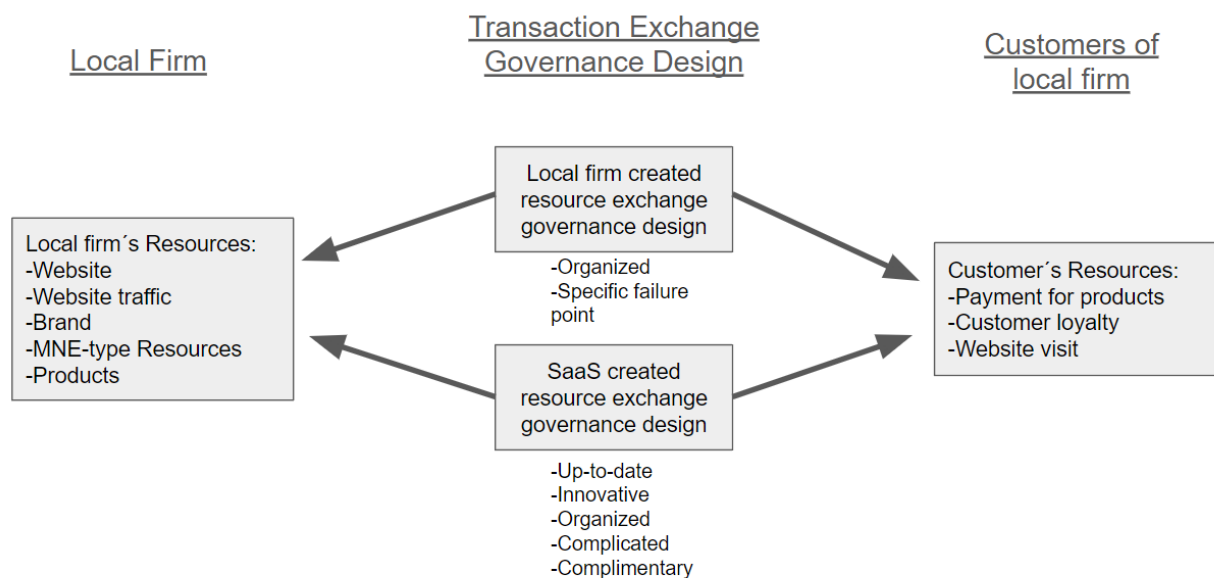 Local Firm
Transaction Exchange
Governance Design
Customers of
local firm
Local firm created
resource exchange
governance design
-Organized
-Specific failure
point
Local firm´s Resources:
-Website
-Website traffic
-Brand
-MNE-type Resources
-Products
SaaS created
resource exchange
governance design
-Up-to-date
-Innovative
-Organized
-Complicated
-Complimentary
Customer´s Resources:
-Payment for products
-Customer loyalty
-Website visit